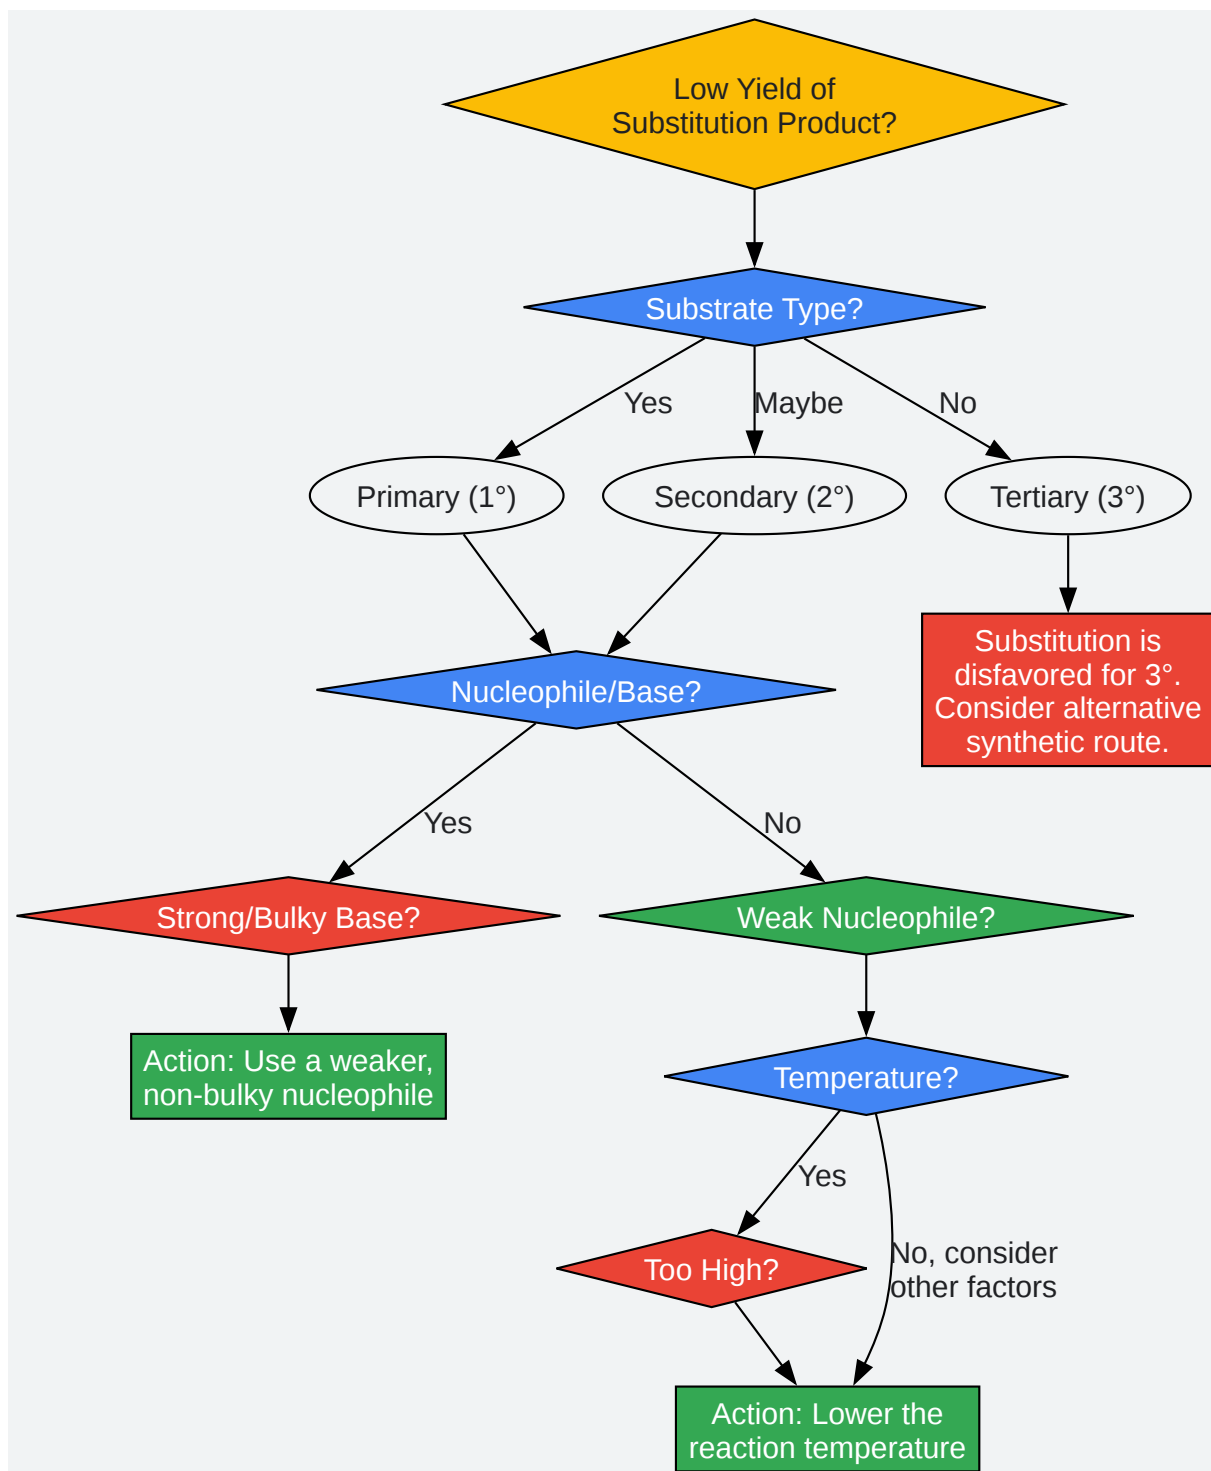 Low Yield of
Substitution Product?
Substrate Type?
Yes
Maybe
No
Primary (1°)
Secondary (2°)
Tertiary (3°)
Substitution is
disfavored for 3°.
Consider alternative
synthetic route.
Nucleophile/Base?
Yes
No
Strong/Bulky Base?
Weak Nucleophile?
Action: Use a weaker,
non-bulky nucleophile
Temperature?
Yes
No, consider
other factors
Too High?
Action: Lower the
reaction temperature